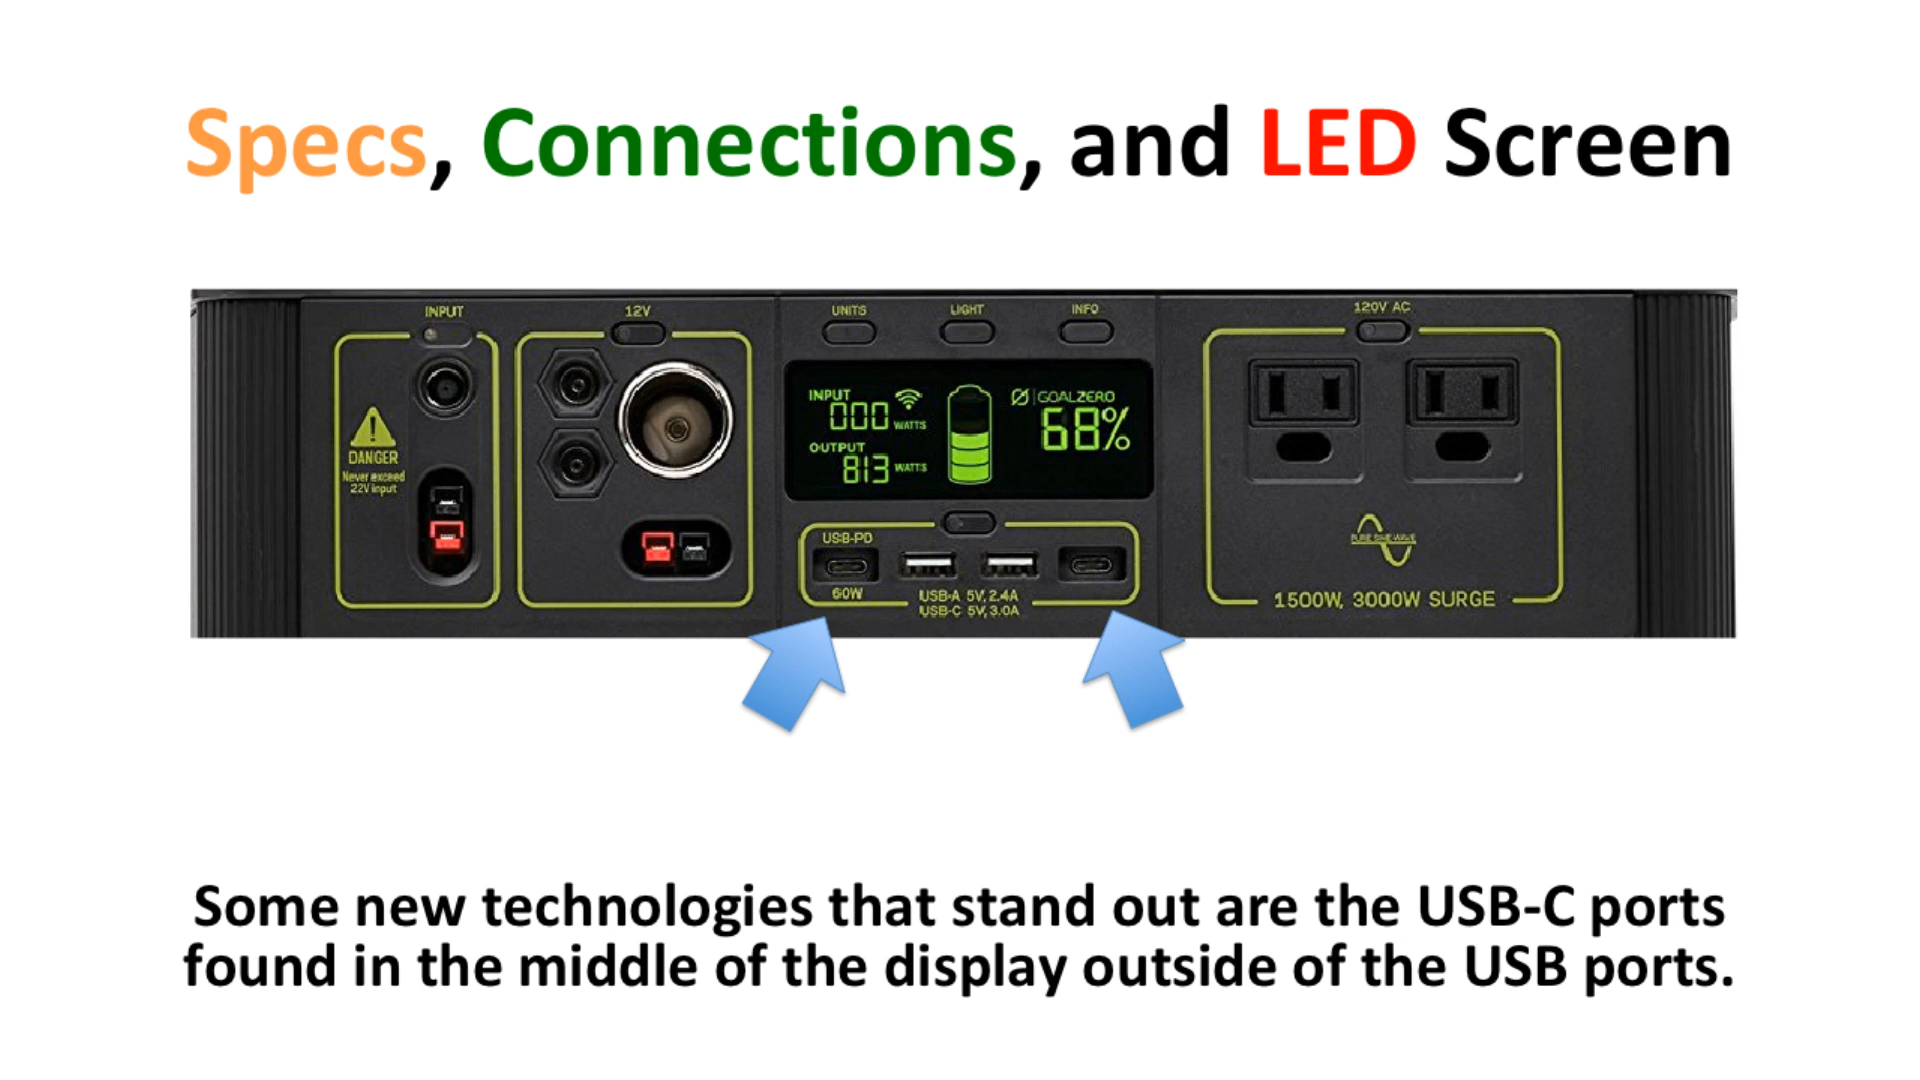 Specs, Connections, and LED Screen
INPUT
DANGER
Never exceed
22V input
12V
UNITS LIGHT INFO
INPUT
000 WATTS
OUTPUT
813 WATTS
GOALZERO
68%
USB-PD
60W
USB-A 5V, 2.4A
USB-C 5V, 3.0A
120V AC
PURE SINE WAVE
1500W, 3000W SURGE
Some new technologies that stand out are the USB-C ports
found in the middle of the display outside of the USB ports.